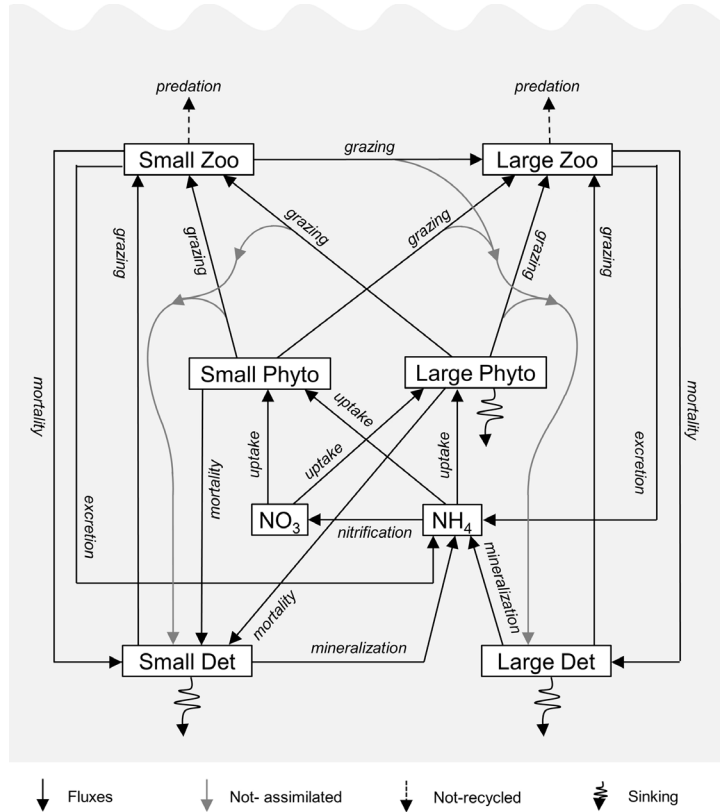 predation
predation
Small Zoo
grazing
Large Zoo
grazing
grazing
grazing
grazing
grazing
grazing
Small Phyto
Large Phyto
mortality
uptake
mortality
uptake
mortality
uptake
uptake
excretion
excretion
NO3
nitrification
NH4
mineralization
mortality
Small Det
mineralization
Large Det
Fluxes
Not- assimilated
Not-recycled
Sinking